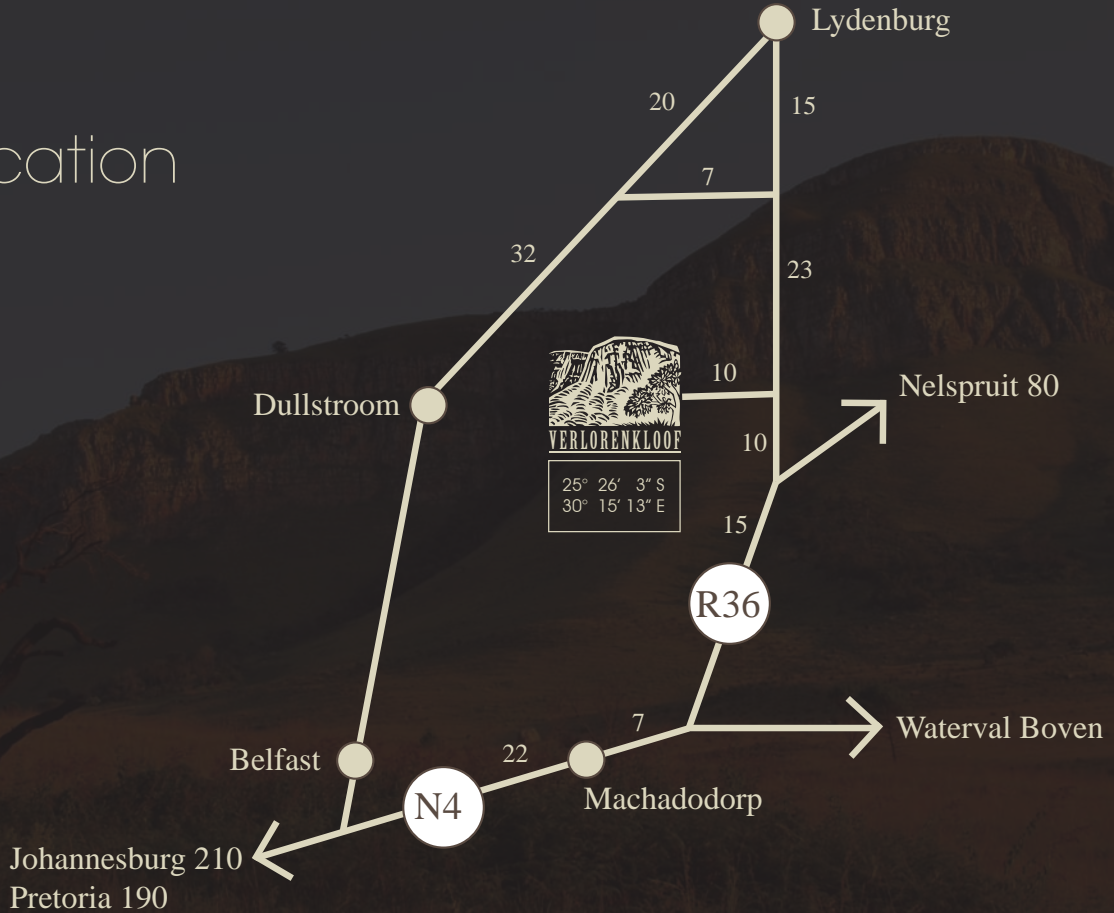 Lydenburg
20
15
cation
7
32
23
10
Nelspruit 80
Dullstroom
VERLORENKLOOF
10
25° 26' 3" S
30° 15' 13" E
15
R36
7
Waterval Boven
Belfast
22
Machadodorp
N4
Johannesburg 210
Pretoria 190